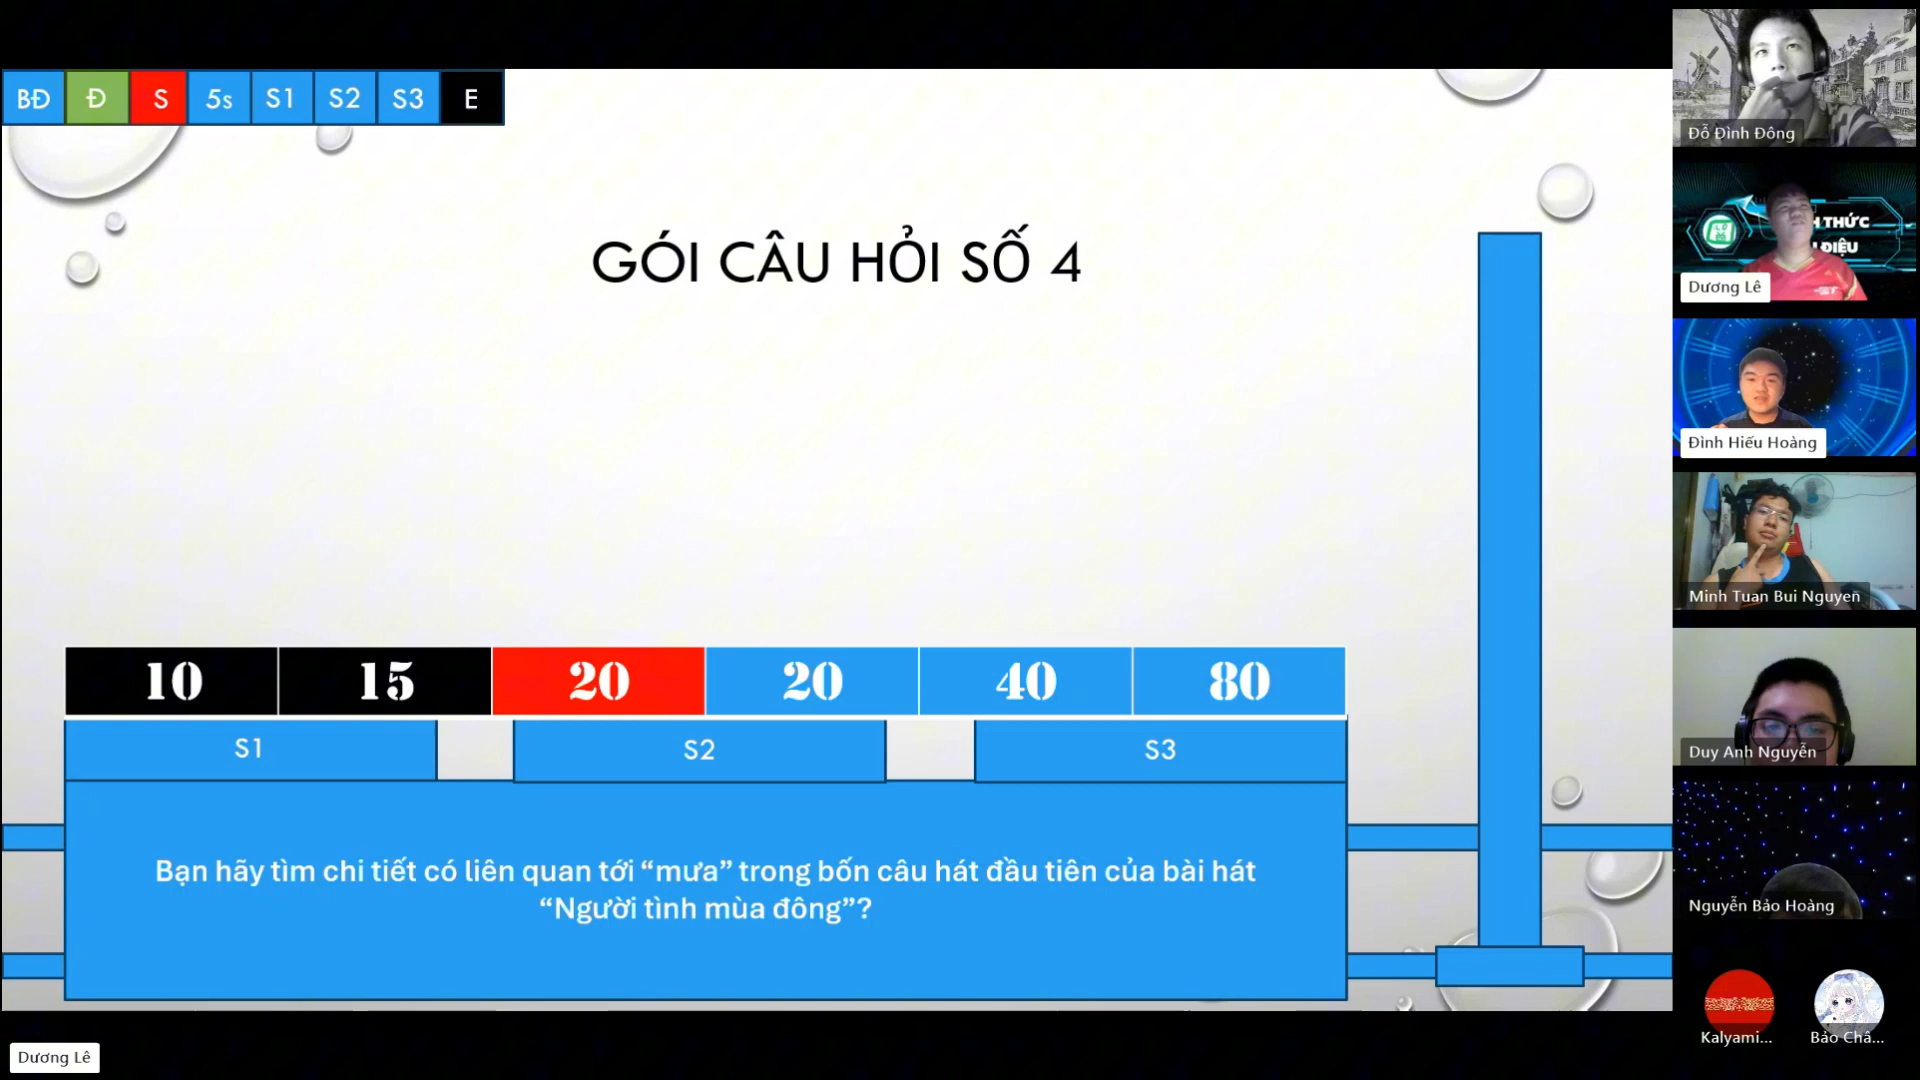 BĐ Đ S 5s S1 S2 S3 E
GÓI CÂU HỎI SỐ 4
10 15 20 20 40 80
S1 S2 S3
Bạn hãy tìm chi tiết có liên quan tới “mưa” trong bốn câu hát đầu tiên của bài hát
“Người tình mùa đông”?
Dương Lê
Đỗ Đình Đông
THỨC
ĐIỆU
Dương Lê
Đình Hiếu Hoàng
Minh Tuan Bui Nguyen
Duy Anh Nguyễn
Nguyễn Bảo Hoàng
Kalyami... Bảo Châ...